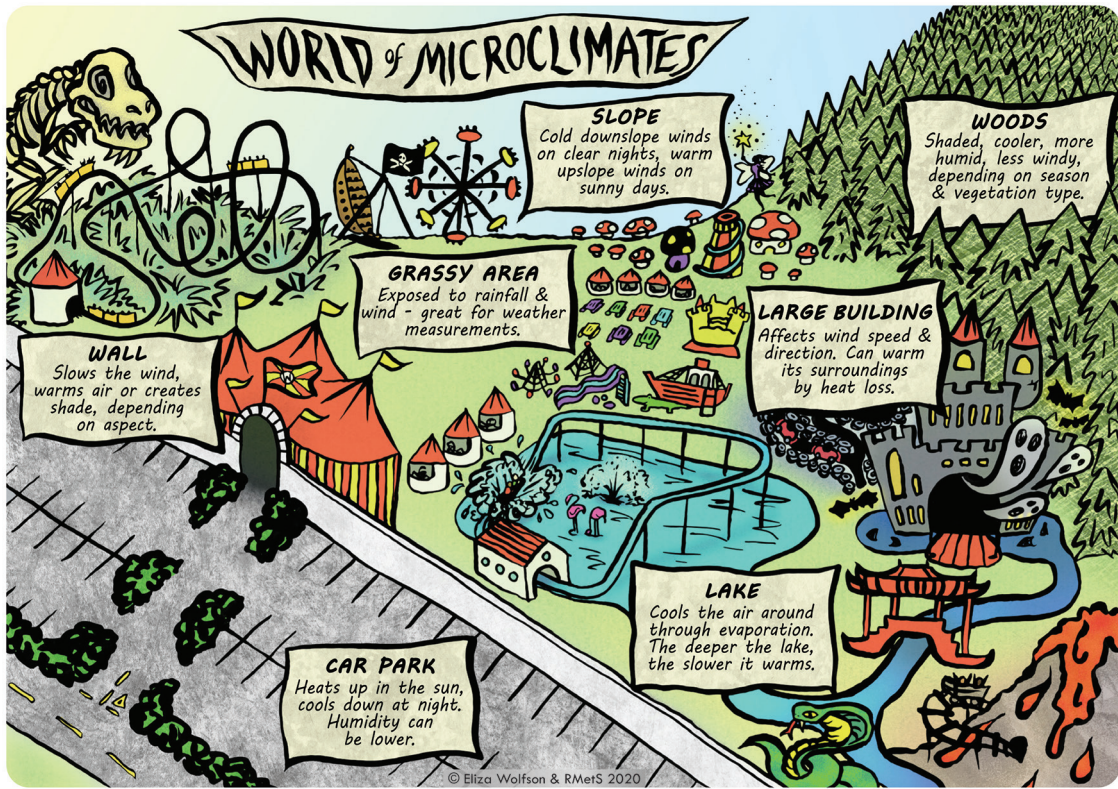 WORLD of MICROCLIMATES
SLOPE
Cold downslope winds
on clear nights, warm
upslope winds on
sunny days.
WOODS
Shaded, cooler, more
humid, less windy,
depending on season
& vegetation type.
GRASSY AREA
Exposed to rainfall &
wind - great for weather
measurements.
LARGE BUILDING
Affects wind speed &
direction. Can warm
its surroundings
by heat loss.
WALL
Slows the wind,
warms air or creates
shade, depending
on aspect.
W
LAKE
Cools the air around
through evaporation.
The deeper the lake,
the slower it warms.
CAR PARK
Heats up in the sun,
cools down at night.
Humidity can
be lower.
© Eliza Wolfson & RMetS 2020